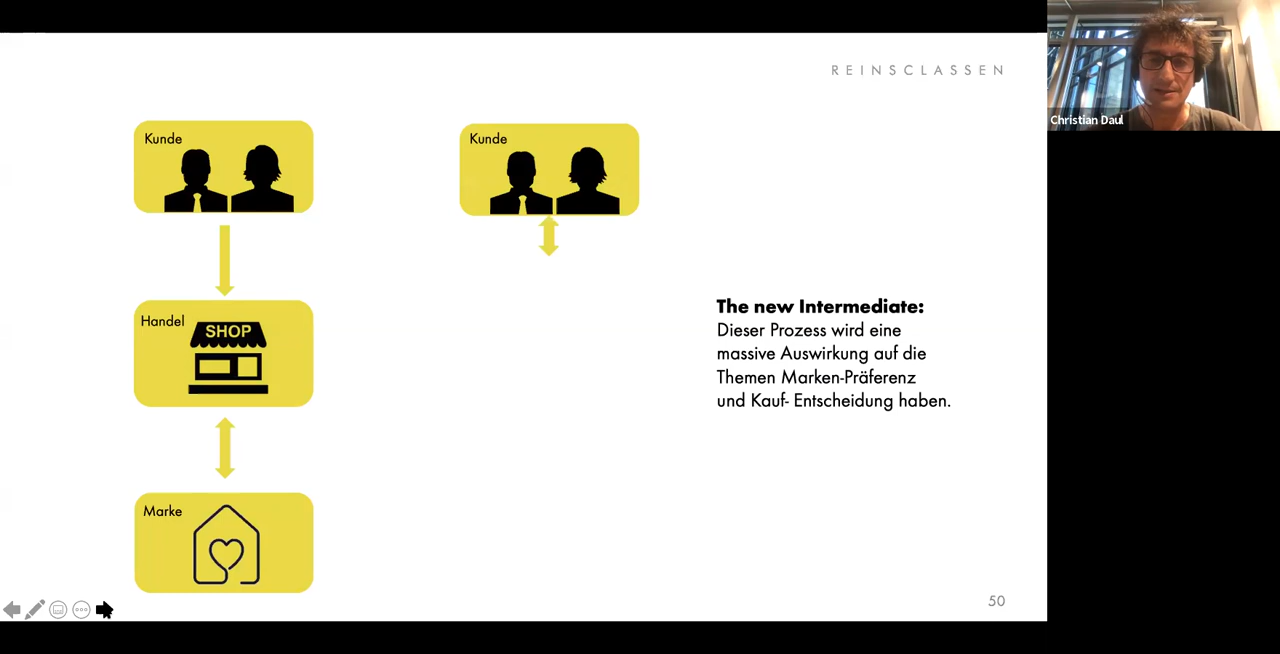 REINSCLASSEN
Christian Daul
Kunde
Kunde
Handel
SHOP
The new Intermediate:
Dieser Prozess wird eine
massive Auswirkung auf die
Themen Marken-Präferenz
und Kauf- Entscheidung haben.
Marke
50